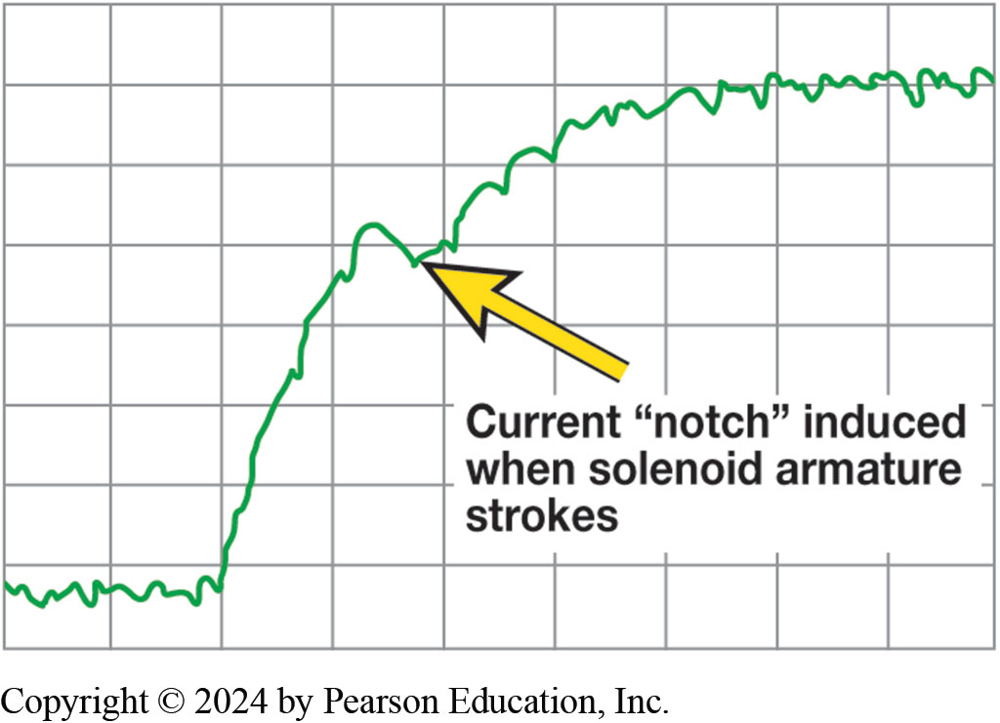 Current “notch” induced
when solenoid armature
strokes
Copyright © 2024 by Pearson Education, Inc.